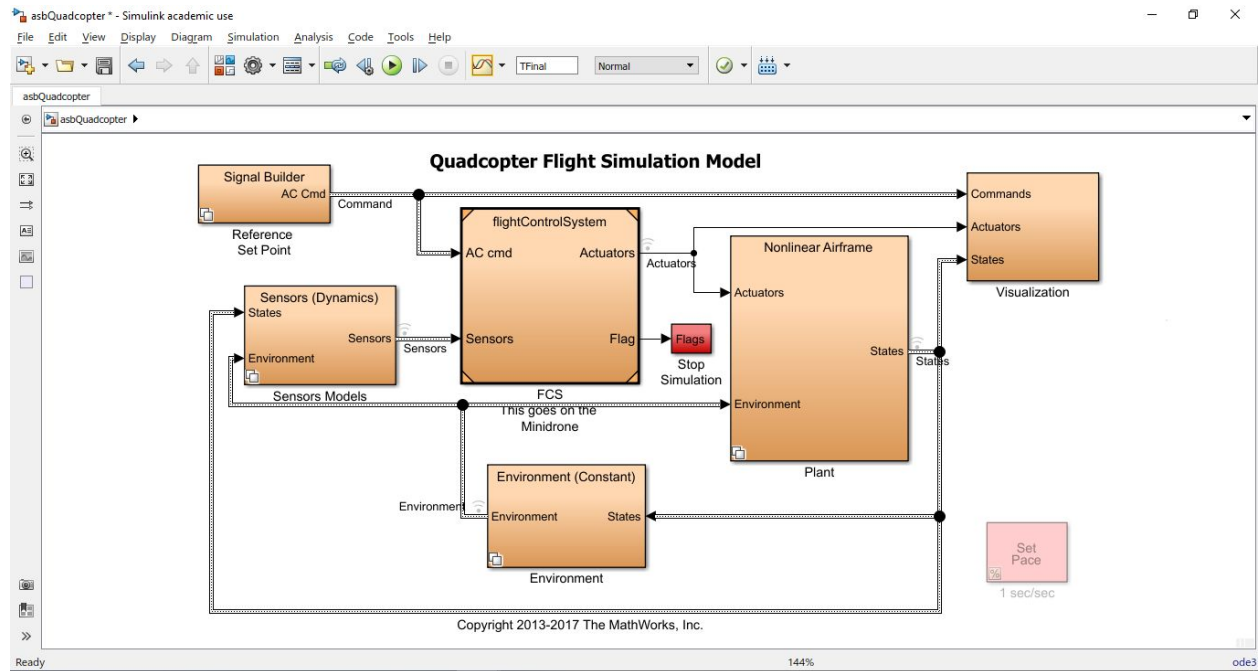 asbQuadcopter * - Simulink academic use
File Edit View Display Diagram Simulation Analysis Code Tools Help
TFinal Normal
asbQuadcopter
asbQuadcopter
Quadcopter Flight Simulation Model
Signal Builder
AC Cmd
Command
Reference
Set Point
flightControlSystem
AC cmd
Actuators
Actuators
Sensors
Flag
FCS
This goes on the
Minidrone
Flags
Stop
Simulation
Sensors (Dynamics)
States
Sensors
Sensors
Environment
Sensors Models
Nonlinear Airframe
Actuators
States
States
Environment
Plant
Commands
Actuators
States
Visualization
Environment (Constant)
Environment
Environment
States
Environment
Set
Pace
1 sec/sec
Copyright 2013-2017 The MathWorks, Inc.
Ready 144% ode3